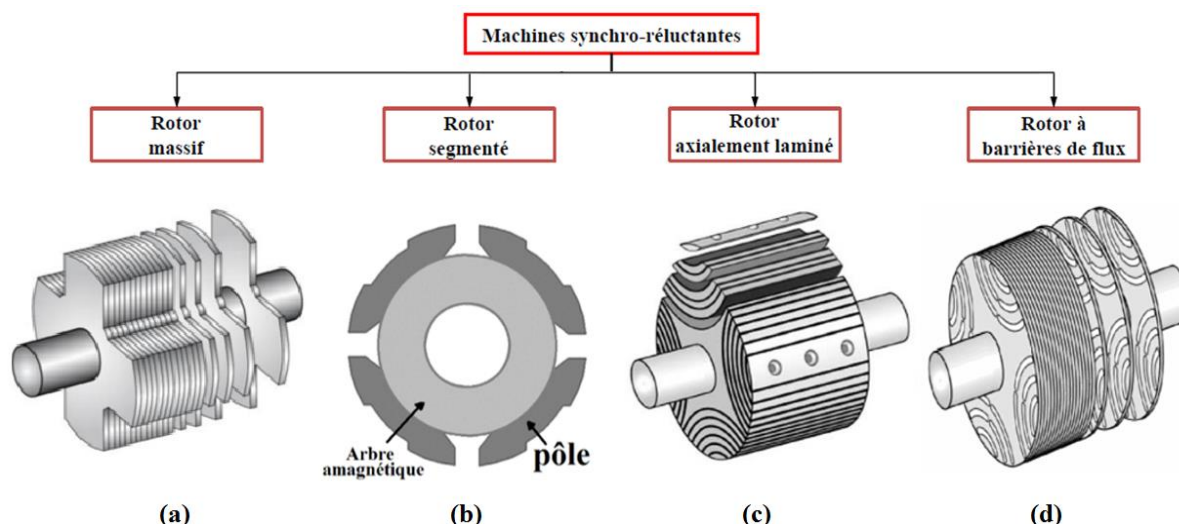 Machines synchro-réluctantes
Rotor
massif
Rotor
segmenté
Rotor
axialement laminé
Rotor à
barrières de flux
Arbre
amagnétique
pôle
(a)
(b)
(c)
(d)